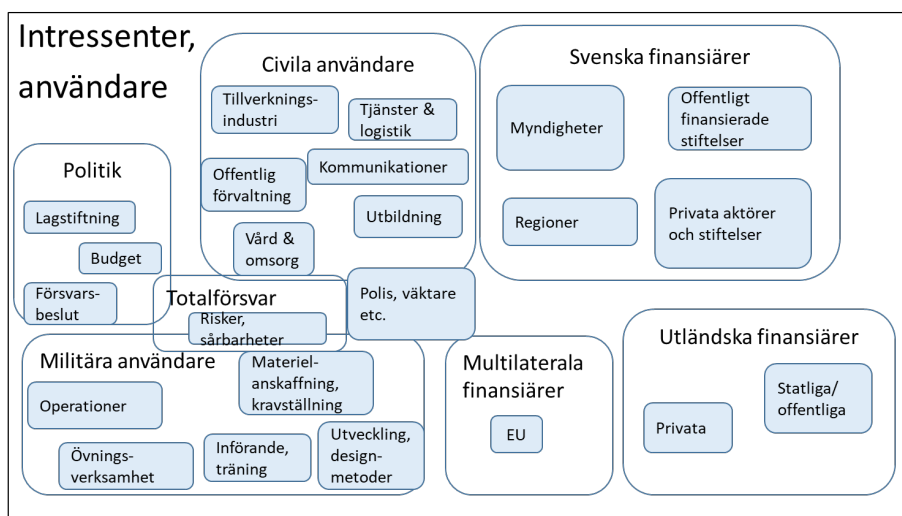 Intressenter,
användare
Civila användare
Tillverknings-
industri
Tjänster &
logistik
Kommunikationer
Offentlig
förvaltning
Utbildning
Vård &
omsorg
Polis, väktare
etc.
Svenska finansiärer
Myndigheter
Offentligt
finansierade
stiftelser
Regioner
Privata aktörer
och stiftelser
Politik
Lagstiftning
Budget
Försvars-
beslut
Totalförsvar
Risker,
sårbarheter
Militära användare
Materiel-
anskaffning,
kravställning
Operationer
Övnings-
verksamhet
Införande,
träning
Utveckling,
design-
metoder
Multilaterala
finansiärer
EU
Utländska finansiärer
Statliga/
offentliga
Privata